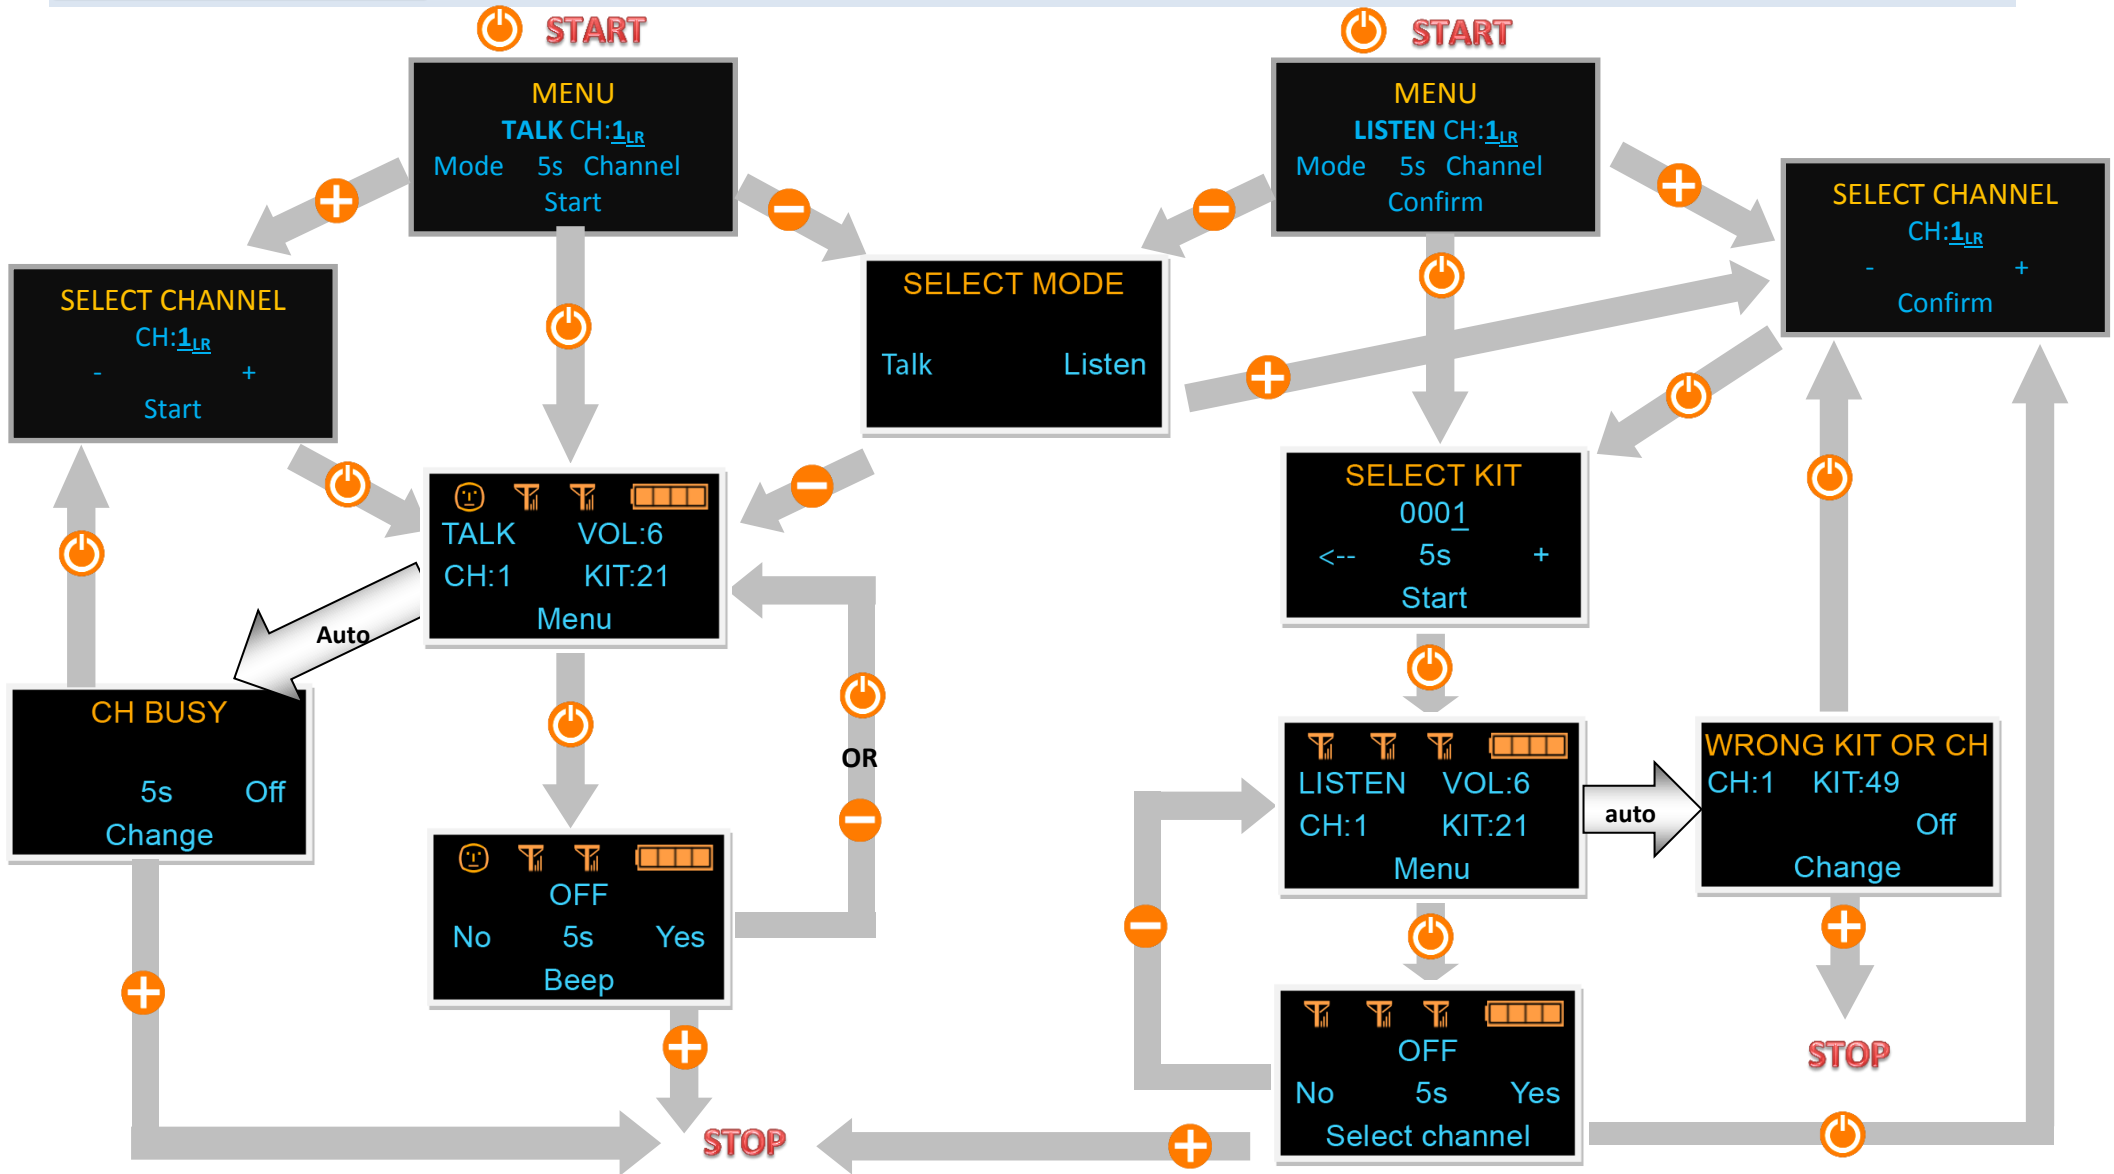 START
START
MENU
TALK CH:1LR
Mode 5s Channel
Start
MENU
LISTEN CH:1LR
Mode 5s Channel
Confirm
SELECT CHANNEL
CH:1LR
- +
Confirm
SELECT CHANNEL
CH:1LR
- +
Start
SELECT MODE
Talk Listen
TALK VOL:6
CH:1 KIT:21
Menu
SELECT KIT
0001
<-- 5s +
Start
Auto
CH BUSY
5s Off
Change
OR
LISTEN VOL:6
CH:1 KIT:21
Menu
auto
WRONG KIT OR CH
CH:1 KIT:49
Off
Change
OFF
No 5s Yes
Beep
OFF
No 5s Yes
Select channel
STOP
STOP